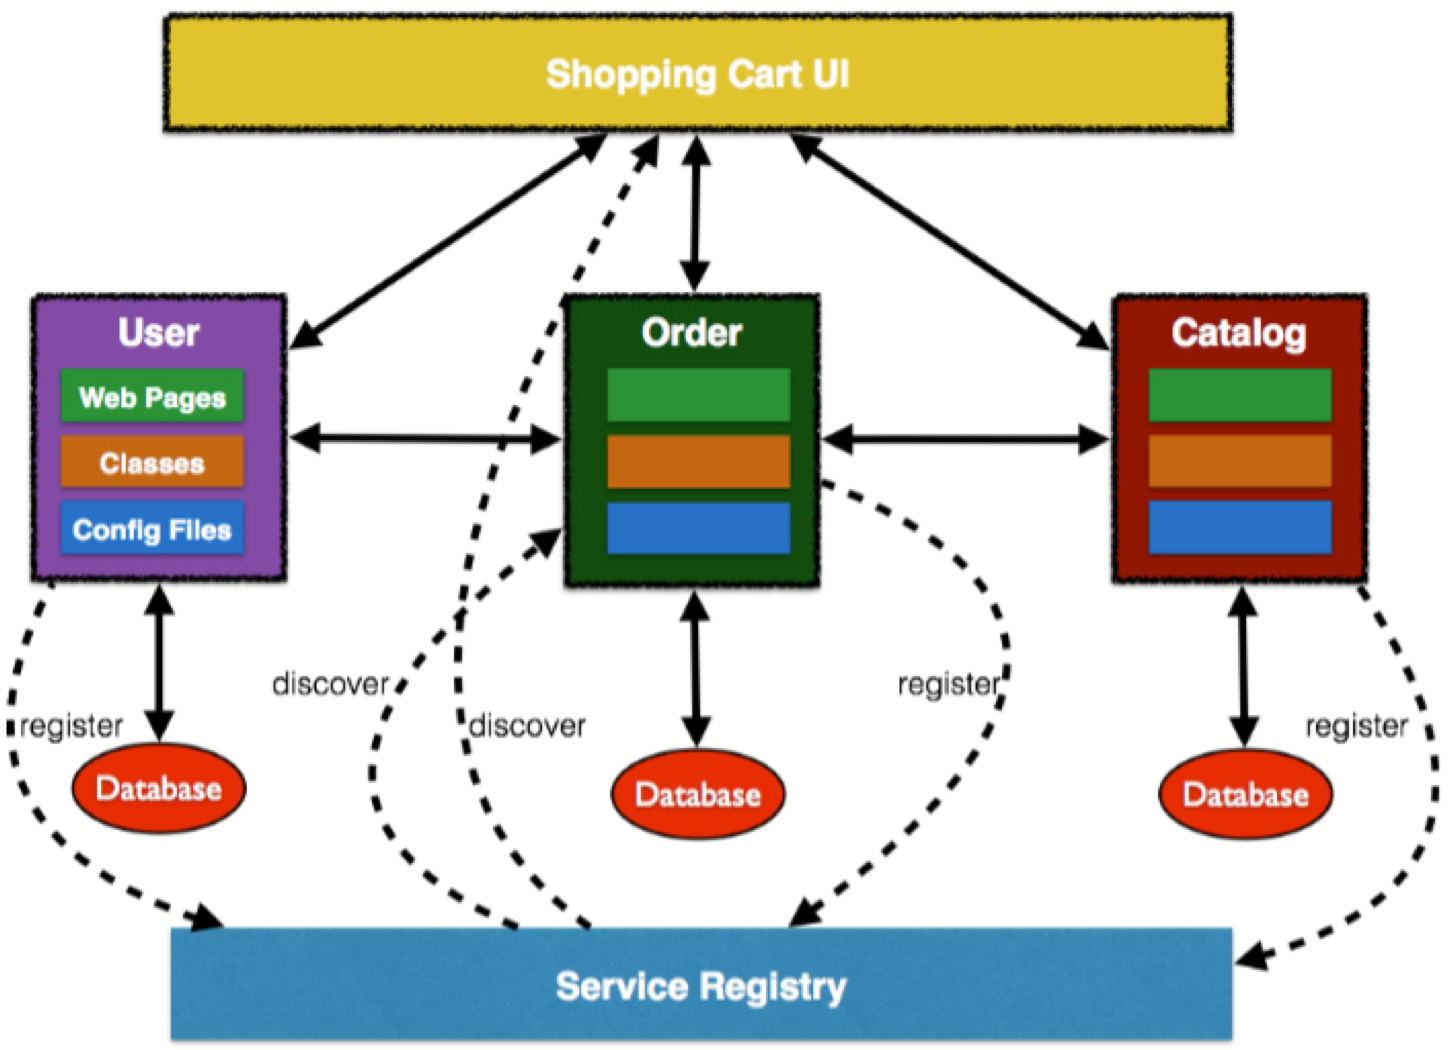 Shopping Cart UI
User
Order
Catalog
Web Pages
Classes
Config Files
discover
register
register
discover
register
Database
Database
Database
Service Registry